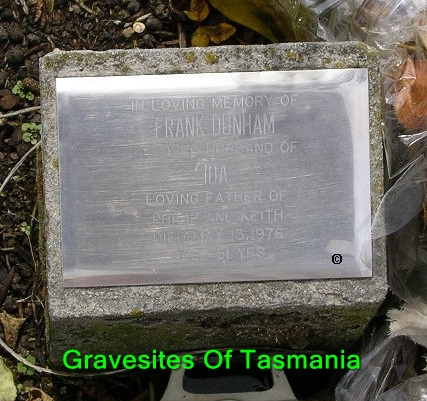 IN LOVING MEMORY OF
FRANK DUNHAM
HUSBAND OF
LOVING FATHER OF
AND KEITH
13, 1976
51 YRS
©
Gravesites Of Tasmania